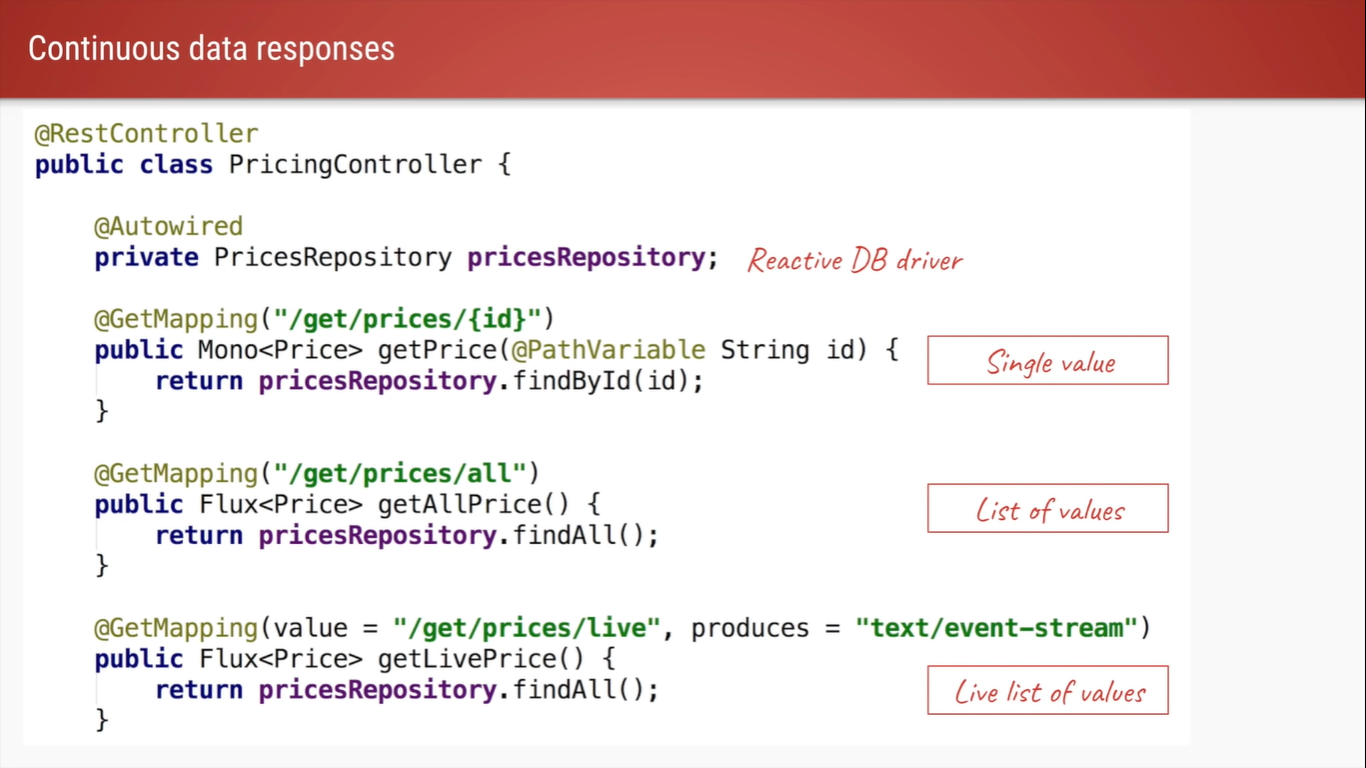 Continuous data responses
@RestController
public class PricingController {
@Autowired
private PricesRepository pricesRepository; Reactive DB driver
@GetMapping("/get/prices/{id}")
public Mono<Price> getPrice(@PathVariable String id) {
Single value
return pricesRepository.findById(id);
}
@GetMapping("/get/prices/all")
public Flux<Price> getAllPrice() {
List of values
return pricesRepository.findAll();
}
@GetMapping(value = "/get/prices/live", produces = "text/event-stream")
public Flux<Price> getLivePrice() {
return pricesRepository.findAll();
Live list of values
}